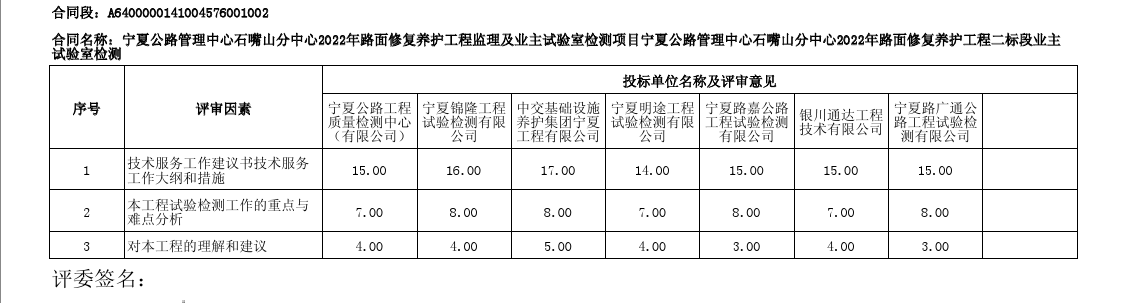 合同段：A6400000141004576001002
合同名称：宁夏公路管理中心石嘴山分中心2022年路面修复养护工程监理及业主试验室检测项目宁夏公路管理中心石嘴山分中心2022年路面修复养护工程二标段业主
试验室检测
序号
评审因素
投标单位名称及评审意见
宁夏公路工程
质量检测中心
（有限公司）
宁夏锦隆工程
试验检测有限
公司
中交基础设施
养护集团宁夏
工程有限公司
宁夏明途工程
试验检测有限
公司
宁夏路嘉公路
工程试验检测
有限公司
银川通达工程
技术有限公司
宁夏路广通公
路工程试验检
测有限公司
1
技术服务工作建议书技术服务
工作大纲和措施
15.00 16.00 17.00 14.00 15.00 15.00 15.00
2
本工程试验检测工作的重点与
难点分析
7.00 8.00 8.00 7.00 8.00 7.00 8.00
3 对本工程的理解和建议 4.00 4.00 5.00 4.00 3.00 4.00 3.00
评委签名：